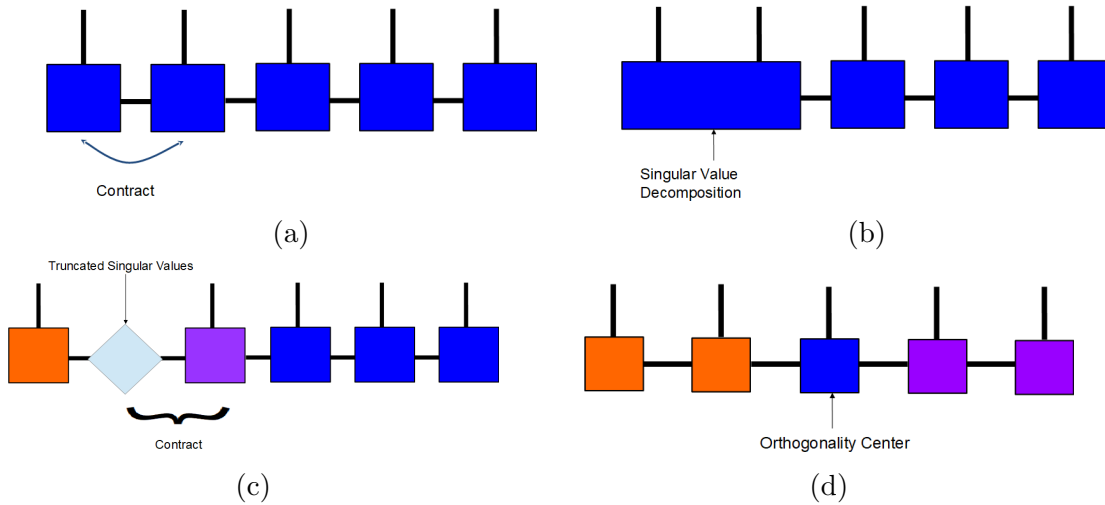 Contract
(a)
Singular Value
Decomposition
(b)
Truncated Singular Values
Contract
(c)
Orthogonality Center
(d)